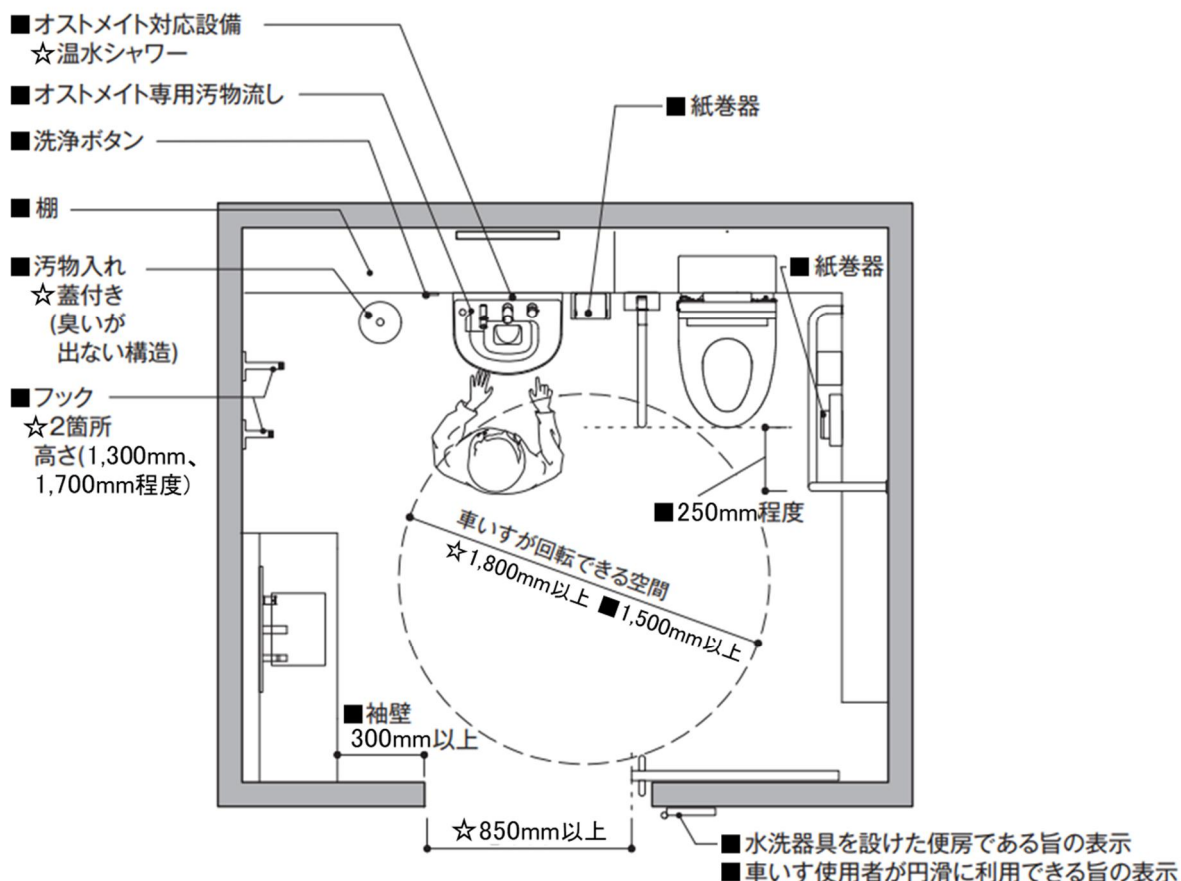 ■オストメイト対応設備
☆温水シャワー
■オストメイト専用汚物流し
■洗浄ボタン
■紙巻器
■棚
■汚物入れ
☆蓋付き
(臭いが
出ない構造)
■紙巻器
■フック
☆2箇所
高さ(1,300mm、
1,700mm程度)
■250mm程度
車いすが回転できる空間
☆1,800mm以上 ■1,500mm以上
■袖壁
300mm以上
☆850mm以上
■水洗器具を設けた便房である旨の表示
■車いす使用者が円滑に利用できる旨の表示